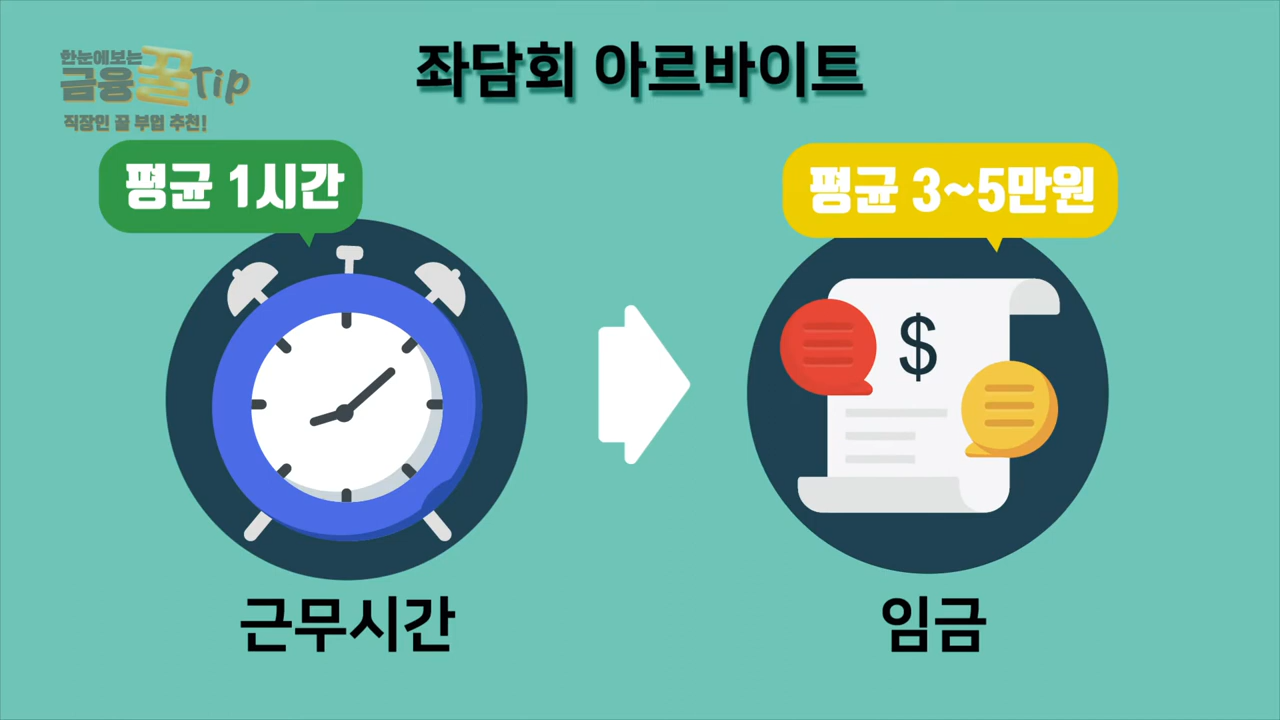 한눈에보는
금융꿀Tip
직장인 꿀 부업 추천!
좌담회 아르바이트
평균 1시간
평균 3~5만원
$
근무시간
임금